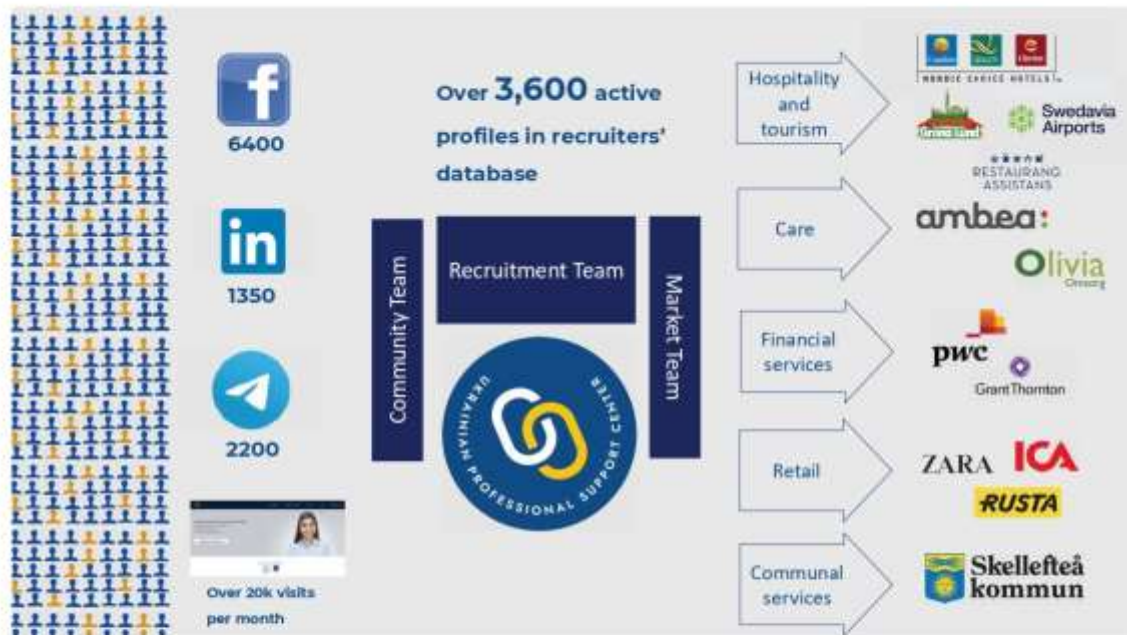 6400
1350
2200
Over 20k visits
per month
Over 3,600 active
profiles in recruiters'
database
Community Team
Recruitment Team
Market Team
UKRAINIAN PROFESSIONAL SUPPORT CENTER
Hospitality
and
tourism
NORDIC CHOICE HOTELS
Swedavia
Airports
RESTAURANG
ASSISTANS
Care
ambea:
Olivia
Omsorg
Financial
services
pwc
GrantThornton
Retail
ZARA
ICA
RUSTA
Communal
services
Skellefteå
kommun